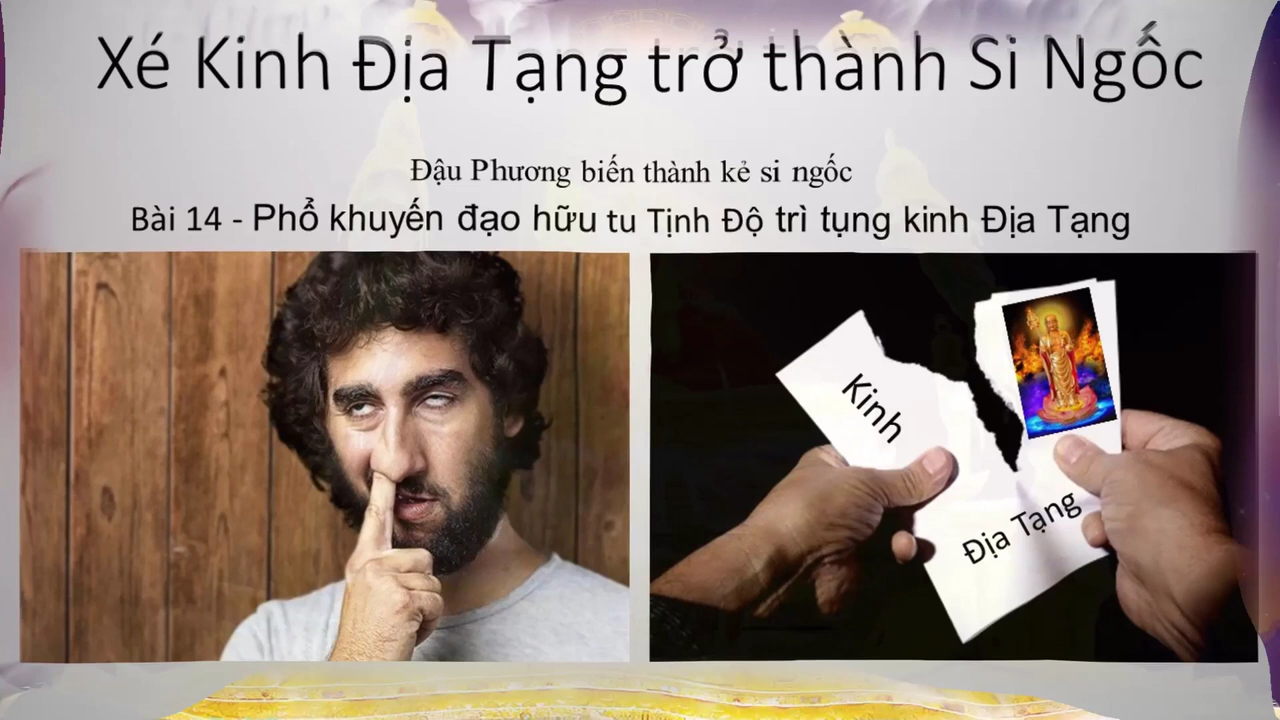 Xé Kinh Địa Tạng trở thành Si Ngốc
Đậu Phương biến thành kẻ si ngốc
Bài 14 - Phổ khuyến đạo hữu tu Tịnh Độ trì tụng kinh Địa Tạng
Kinh
Địa Tạng